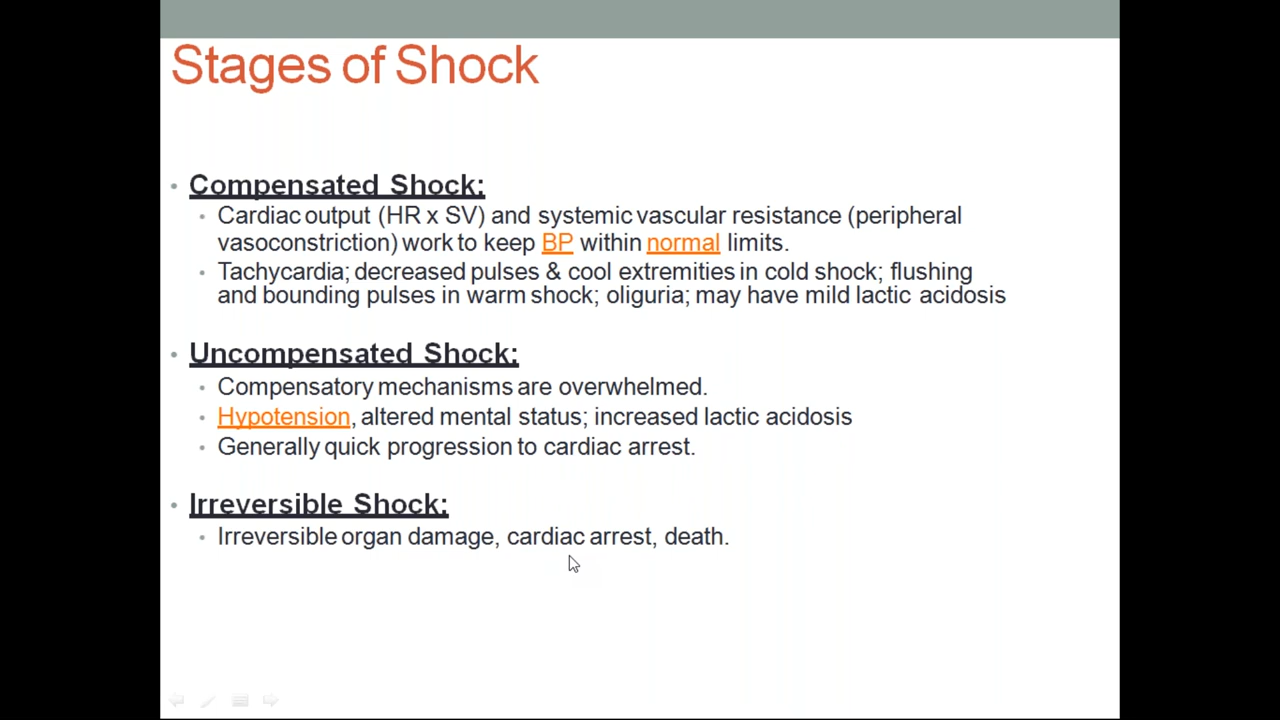 Stages of Shock
• Compensated Shock:
• Cardiac output (HR x SV) and systemic vascular resistance (peripheral
vasoconstriction) work to keep BP within normal limits.
• Tachycardia; decreased pulses & cool extremities in cold shock; flushing
and bounding pulses in warm shock; oliguria; may have mild lactic acidosis
• Uncompensated Shock:
• Compensatory mechanisms are overwhelmed.
• Hypotension, altered mental status; increased lactic acidosis
• Generally quick progression to cardiac arrest.
• Irreversible Shock:
• Irreversible organ damage, cardiac arrest, death.